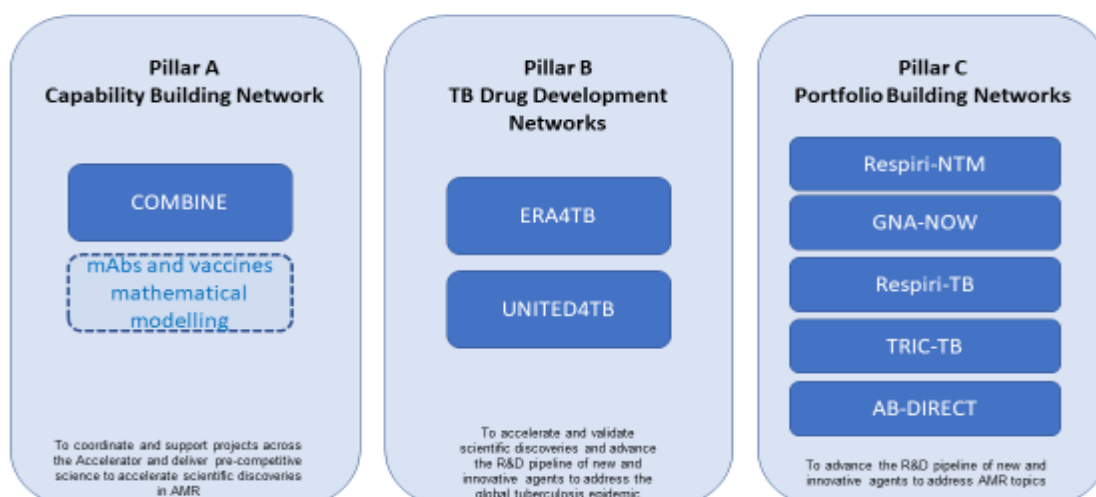 Pillar A
Capability Building Network
COMBINE
mAbs and vaccines
mathematical
modelling
To coordinate and support projects across
the Accelerator and deliver pre-competitive
science to accelerate scientific discoveries
in AMR
Pillar B
TB Drug Development
Networks
ERA4TB
UNITED4TB
To accelerate and validate
scientific discoveries and advance
the R&D pipeline of new and
innovative agents to address the
global tuberculosis epidemic
Pillar C
Portfolio Building Networks
Respiri-NTM
GNA-NOW
Respiri-TB
TRIC-TB
AB-DIRECT
To advance the R&D pipeline of new and
innovative agents to address AMR topics